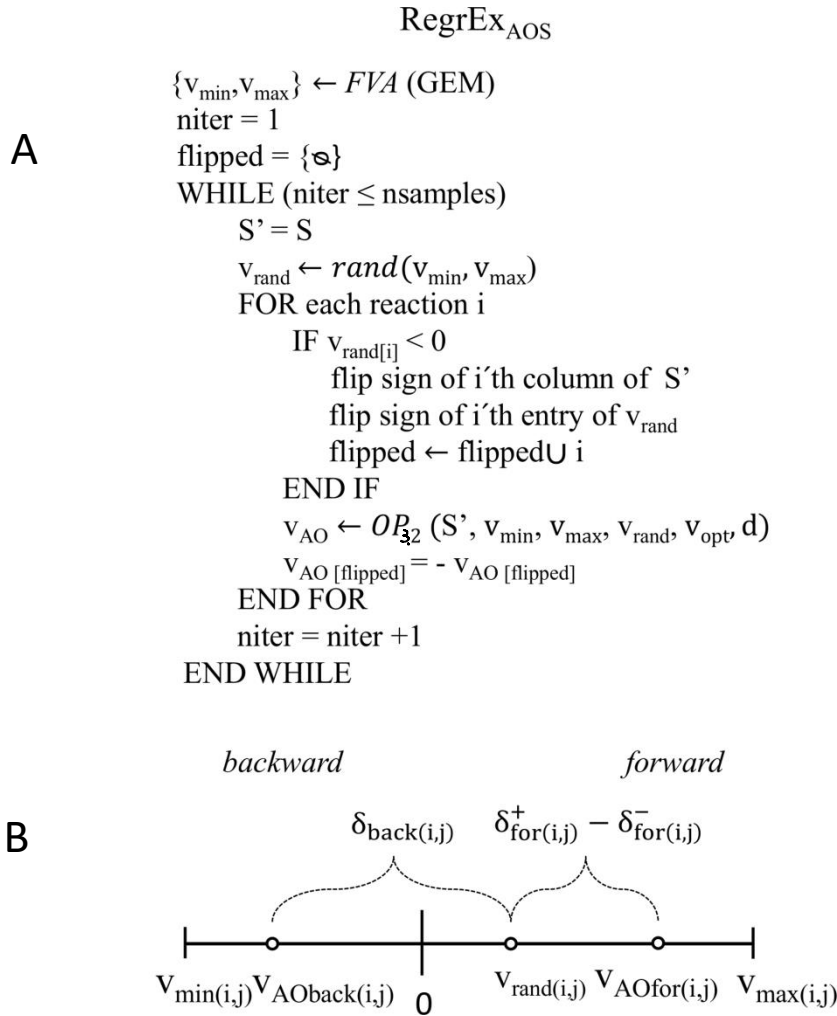 RegrEx_AOS
A
{v_min,v_max} ← FVA (GEM)
niter = 1
flipped = {ᴓ}
WHILE (niter ≤ nsamples)
S’ = S
v_rand ← rand(v_min, v_max)
FOR each reaction i
IF v_rand[i] < 0
flip sign of i´th column of S’
flip sign of i´th entry of v_rand
flipped ← flipped∪ i
END IF
v_AO ← OP (S’, v_min, v_max, v_rand, v_opt, d)
v_AO [flipped] = - v_AO [flipped]
END FOR
niter = niter +1
END WHILE
backward forward
B
δ_back(i,j) δ⁺_for(i,j) − δ⁻_for(i,j)
v_min(i,j) v_AOback(i,j) 0 v_rand(i,j) v_AOfor(i,j) v_max(i,j)